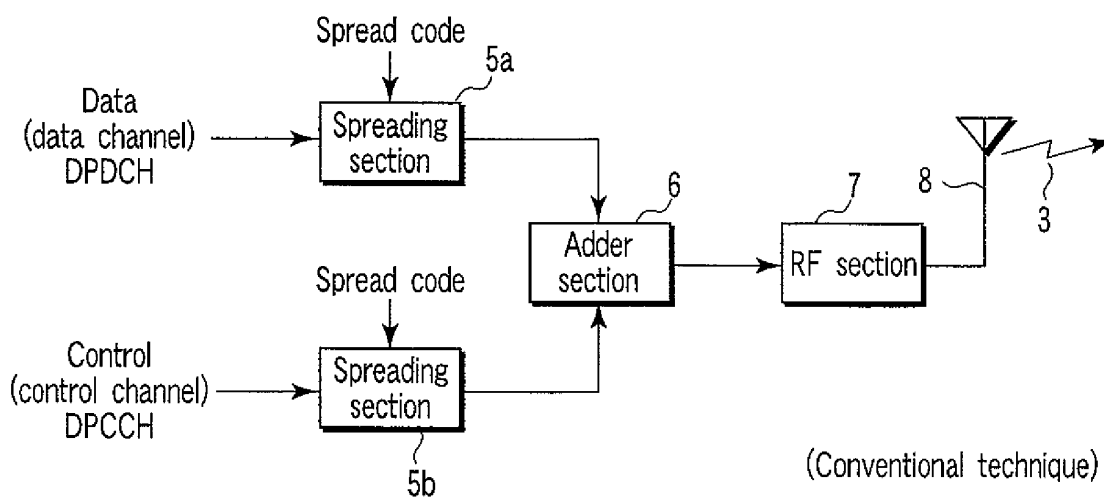 Spread code
5a
Data
(data channel)
DPDCH
Spreading
section
6
Adder
section
7
RF section
8
3
Spread code
Control
(control channel)
DPCCH
Spreading
section
5b
(Conventional technique)